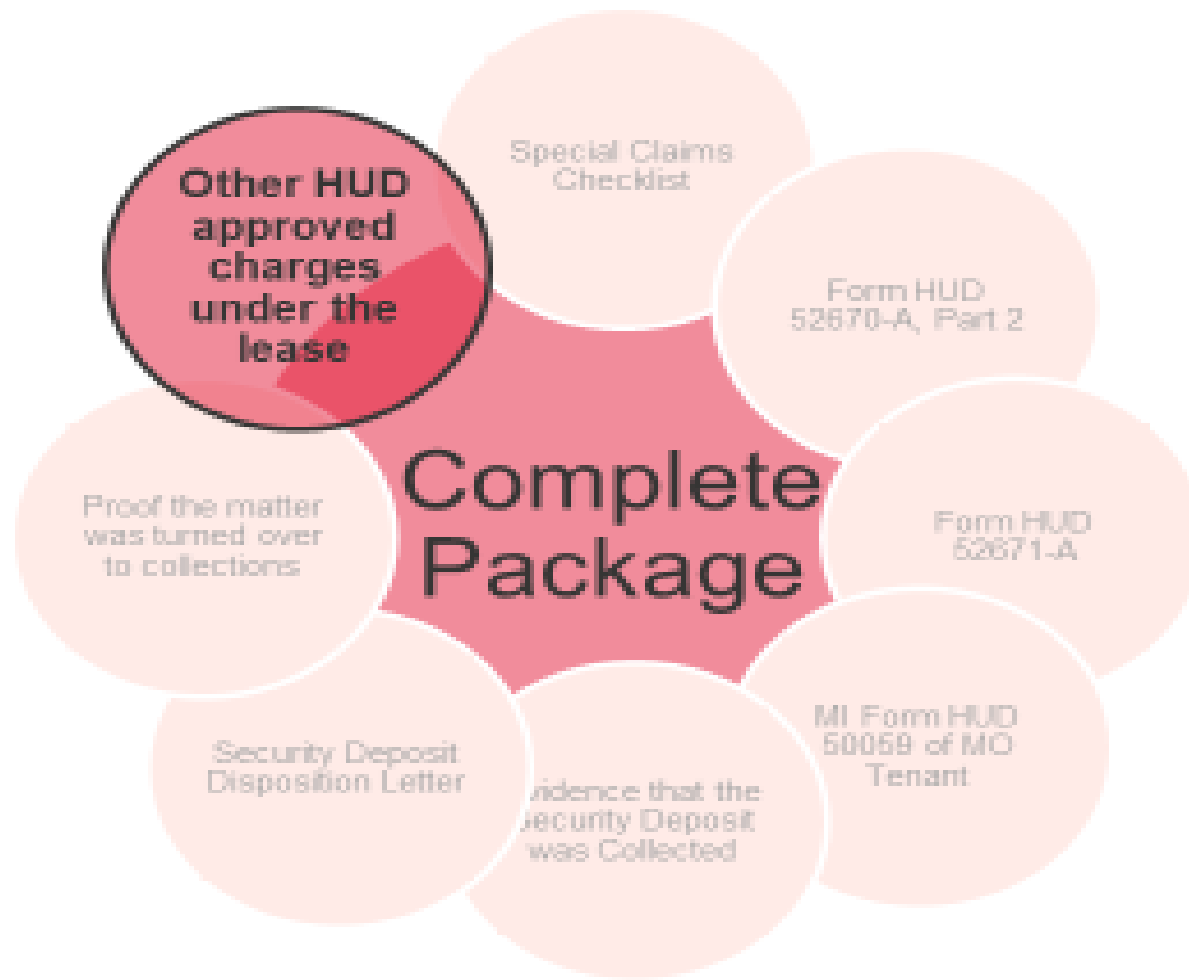 Special Claims
Checklist
Other HUD
approved
charges
under the
lease
Form HUD
52670-A, Part 2
Complete
Package
Proof the matter
was turned over
to collections
Form HUD
52671-A
MI Form HUD
50059 of MO
Tenant
Security Deposit
Disposition Letter
vidence that the
ecurity Deposit
was Collected